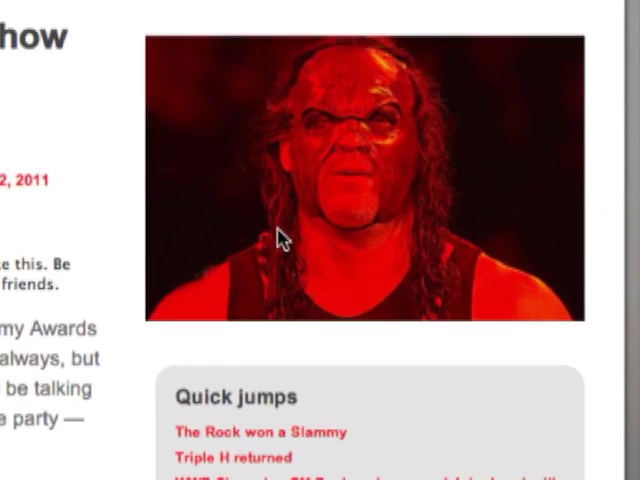 how
2, 2011
e this. Be
friends.
my Awards
always, but
be talking
e party —
Quick jumps
The Rock won a Slammy
Triple H returned